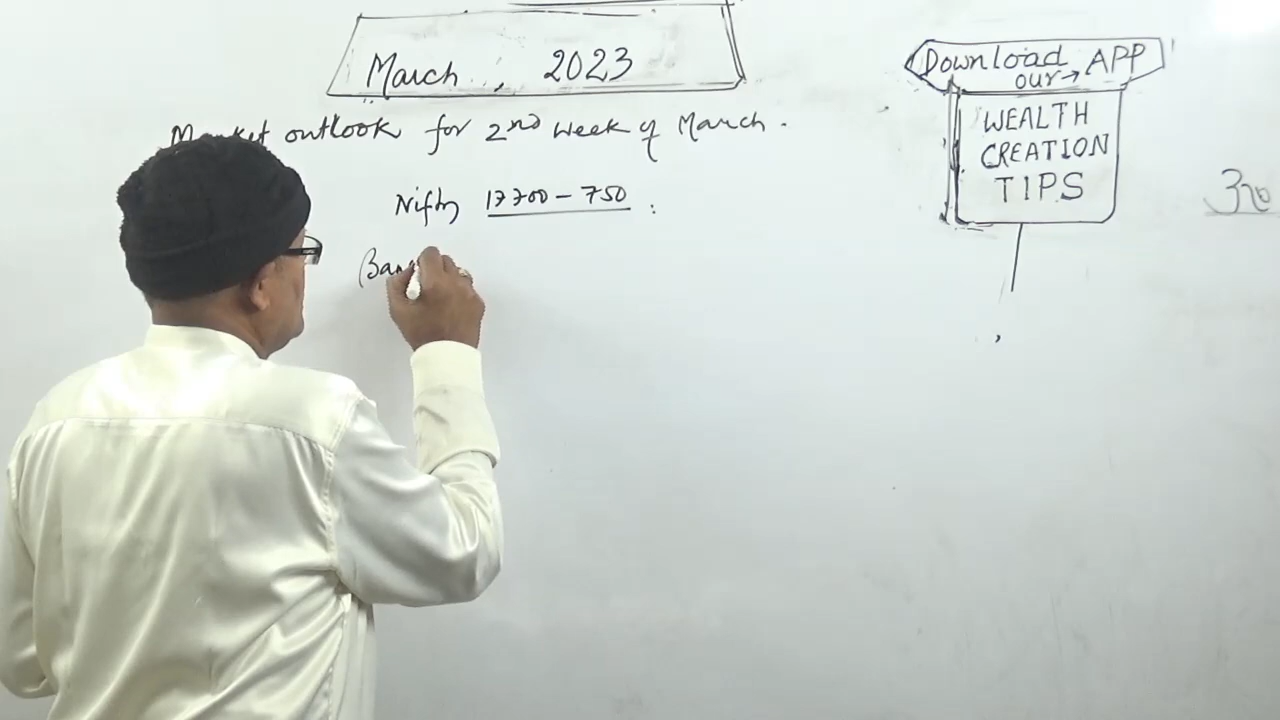 March, 2023
Market outlook for 2nd week of March.
Nifty 17700 - 750 :
Ban
Download
our → APP
WEALTH
CREATION
TIPS